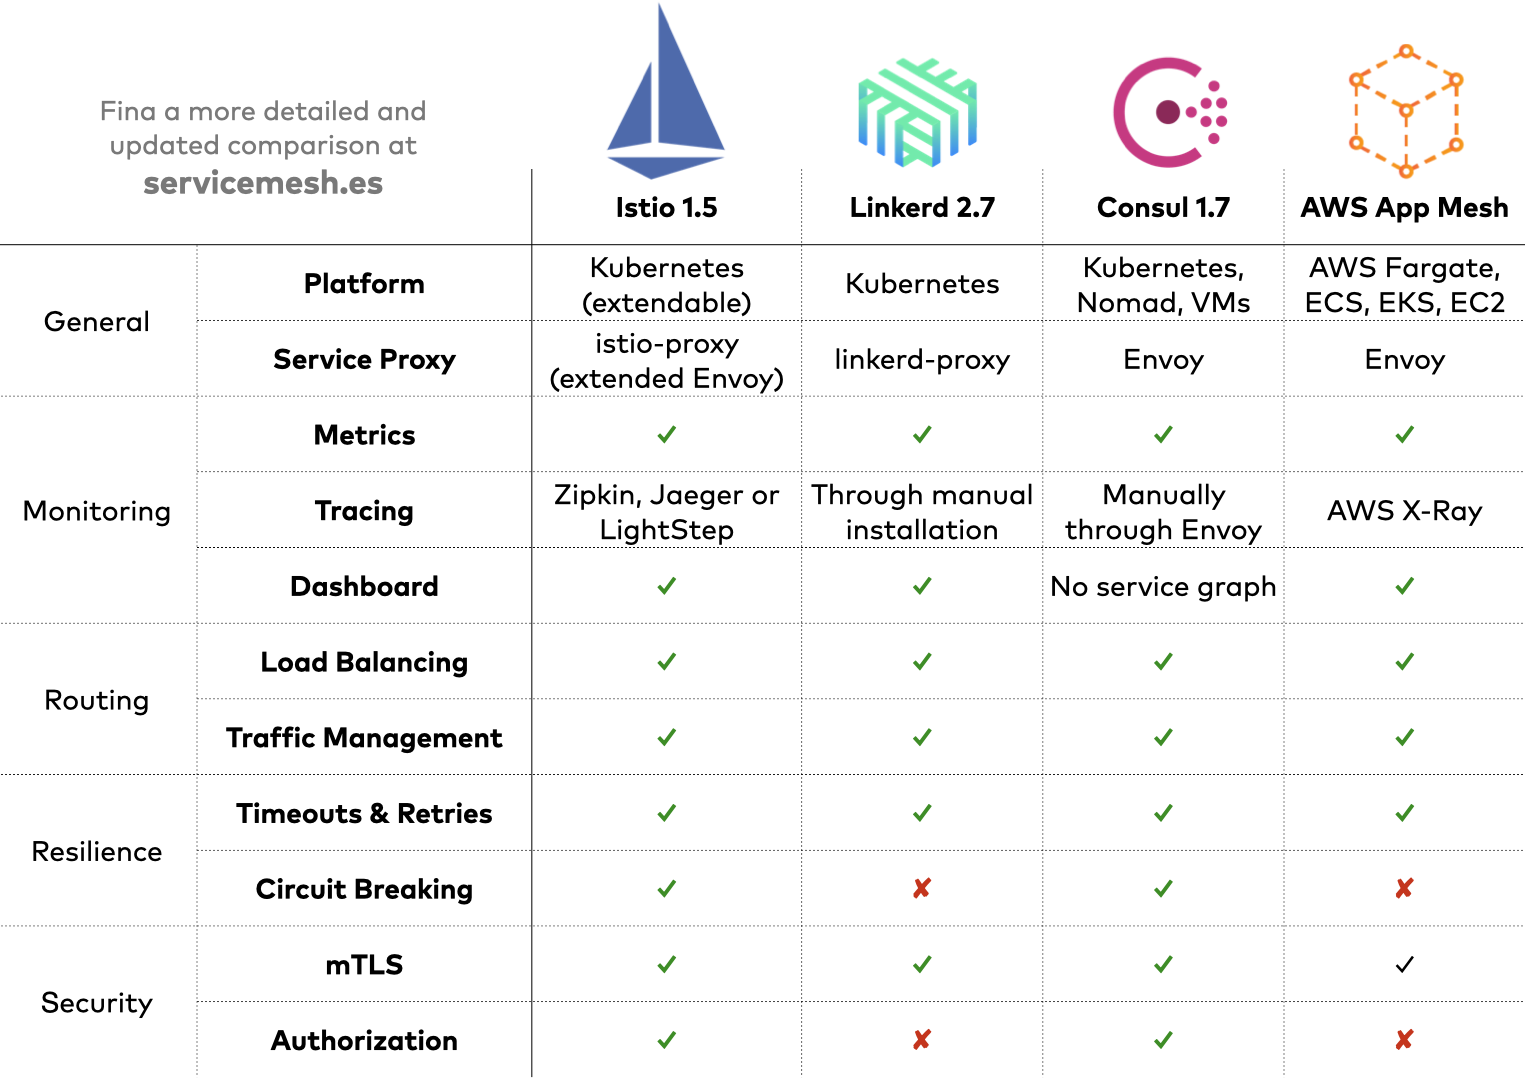 Fina a more detailed and
updated comparison at
servicemesh.es
Istio 1.5
Linkerd 2.7
Consul 1.7
AWS App Mesh
General
Platform
Kubernetes
(extendable)
Kubernetes
Kubernetes,
Nomad, VMs
AWS Fargate,
ECS, EKS, EC2
Service Proxy
istio-proxy
(extended Envoy)
linkerd-proxy
Envoy
Envoy
Monitoring
Metrics
✓
✓
✓
✓
Tracing
Zipkin, Jaeger or
LightStep
Through manual
installation
Manually
through Envoy
AWS X-Ray
Dashboard
✓
✓
No service graph
✓
Routing
Load Balancing
✓
✓
✓
✓
Traffic Management
✓
✓
✓
✓
Resilience
Timeouts & Retries
✓
✓
✓
✓
Circuit Breaking
✓
✘
✓
✘
Security
mTLS
✓
✓
✓
✓
Authorization
✓
✘
✓
✘